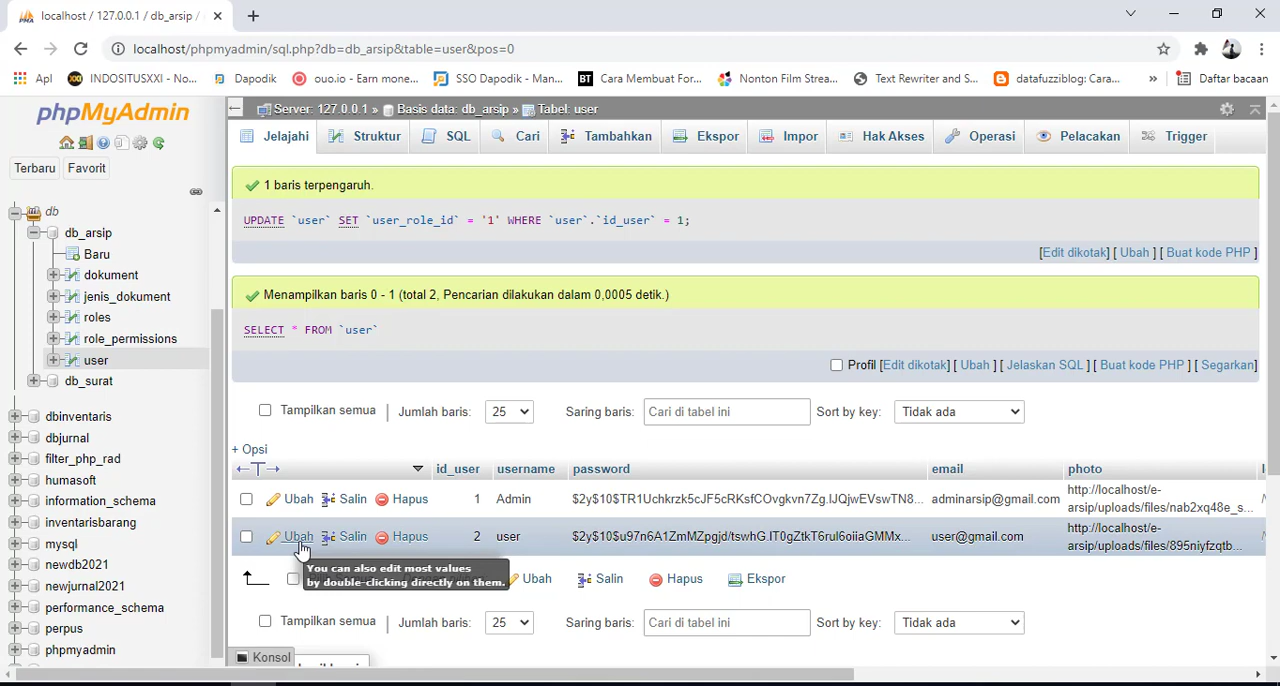 localhost / 127.0.0.1 / db_arsip /
localhost/phpmyadmin/sql.php?db=db_arsip&table=user&pos=0
Apl INDOSITUSXXI - No... Dapodik ouo.io - Earn mone... SSO Dapodik - Man... BT Cara Membuat For... Nonton Film Strea... Text Rewriter and S... datafuzziblog: Cara... » Daftar bacaan
phpMyAdmin
Terbaru Favorit
db
db_arsip
Baru
dokument
jenis_dokument
roles
role_permissions
user
db_surat
dbinventaris
dbjurnal
filter_php_rad
humasoft
information_schema
inventarisbarang
mysql
newdb2021
newjurnal2021
performance_schema
perpus
phpmyadmin
Server: 127.0.0.1 » Basis data: db_arsip » Tabel: user
Jelajahi Struktur SQL Cari Tambahkan Ekspor Impor Hak Akses Operasi Pelacakan Trigger
1 baris terpengaruh.
UPDATE `user` SET `user_role_id` = '1' WHERE `user`.`id_user` = 1;
[Edit dikotak] [ Ubah ] [ Buat kode PHP ]
Menampilkan baris 0 - 1 (total 2, Pencarian dilakukan dalam 0,0005 detik.)
SELECT * FROM `user`
Profil [Edit dikotak] [ Ubah ] [ Jelaskan SQL ] [ Buat kode PHP ] [ Segarkan]
Tampilkan semua | Jumlah baris: 25 Saring baris: Cari di tabel ini Sort by key: Tidak ada
+ Opsi
←T→ id_user username password email photo
Ubah Salin Hapus 1 Admin $2y$10$TR1Uchkrzk5cJF5cRKsfCOvgkvn7Zg.IJQjwEVswTN8... adminarsip@gmail.com http://localhost/e-
arsip/uploads/files/nab2xq48e_s...
Ubah Salin Hapus 2 user $2y$10$u97n6A1ZmMZpgjd/tswhG.IT0gZtkT6rul6oiiaGMMx... user@gmail.com http://localhost/e-
arsip/uploads/files/895niyfzqtb...
You can also edit most values
by double-clicking directly on them.
Ubah Salin Hapus Ekspor
Tampilkan semua | Jumlah baris: 25 Saring baris: Cari di tabel ini Sort by key: Tidak ada
Konsol